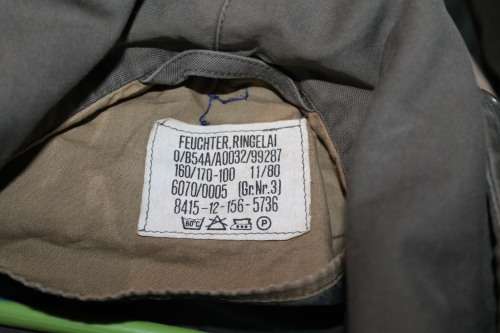 FEUCHTER,RINGELAI
O/B54A/A0032/99287
160/170-100 11/80
6070/0005 (Gr.Nr.3)
8415-12-156-5736
60°C P